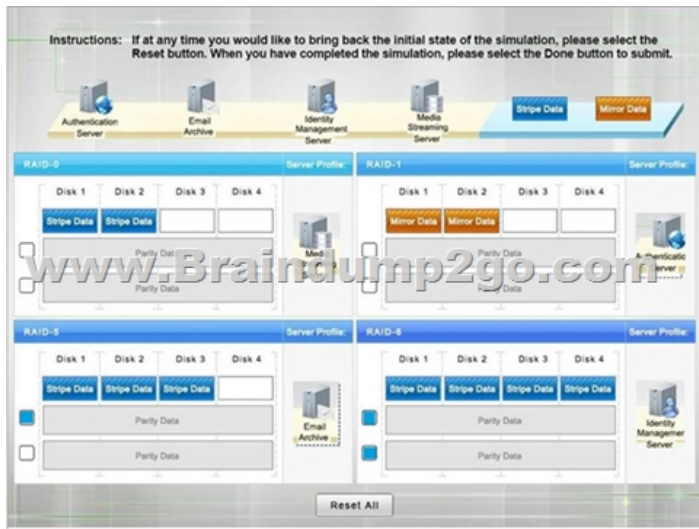 Instructions: If at any time you would like to bring back the initial state of the simulation, please select the
Reset button. When you have completed the simulation, please select the Done button to submit.
Authentication
Server
Email
Archive
Identity
Management
Server
Media
Streaming
Server
Stripe Data
Mirror Data
RAID-0
Server Profile:
Disk 1 Disk 2 Disk 3 Disk 4
Stripe Data Stripe Data
Parity Data
Parity Data
RAID-1
Server Profile:
Disk 1 Disk 2 Disk 3 Disk 4
Mirror Data Mirror Data
Parity Data
Authentication
Server
Parity Data
www.Braindump2go.com
RAID-5
Server Profile:
Disk 1 Disk 2 Disk 3 Disk 4
Stripe Data Stripe Data Stripe Data
Parity Data
Email
Archive
Parity Data
RAID-6
Server Profile:
Disk 1 Disk 2 Disk 3 Disk 4
Stripe Data Stripe Data Stripe Data Stripe Data
Parity Data
Identity
Managemer
Server
Parity Data
Reset All